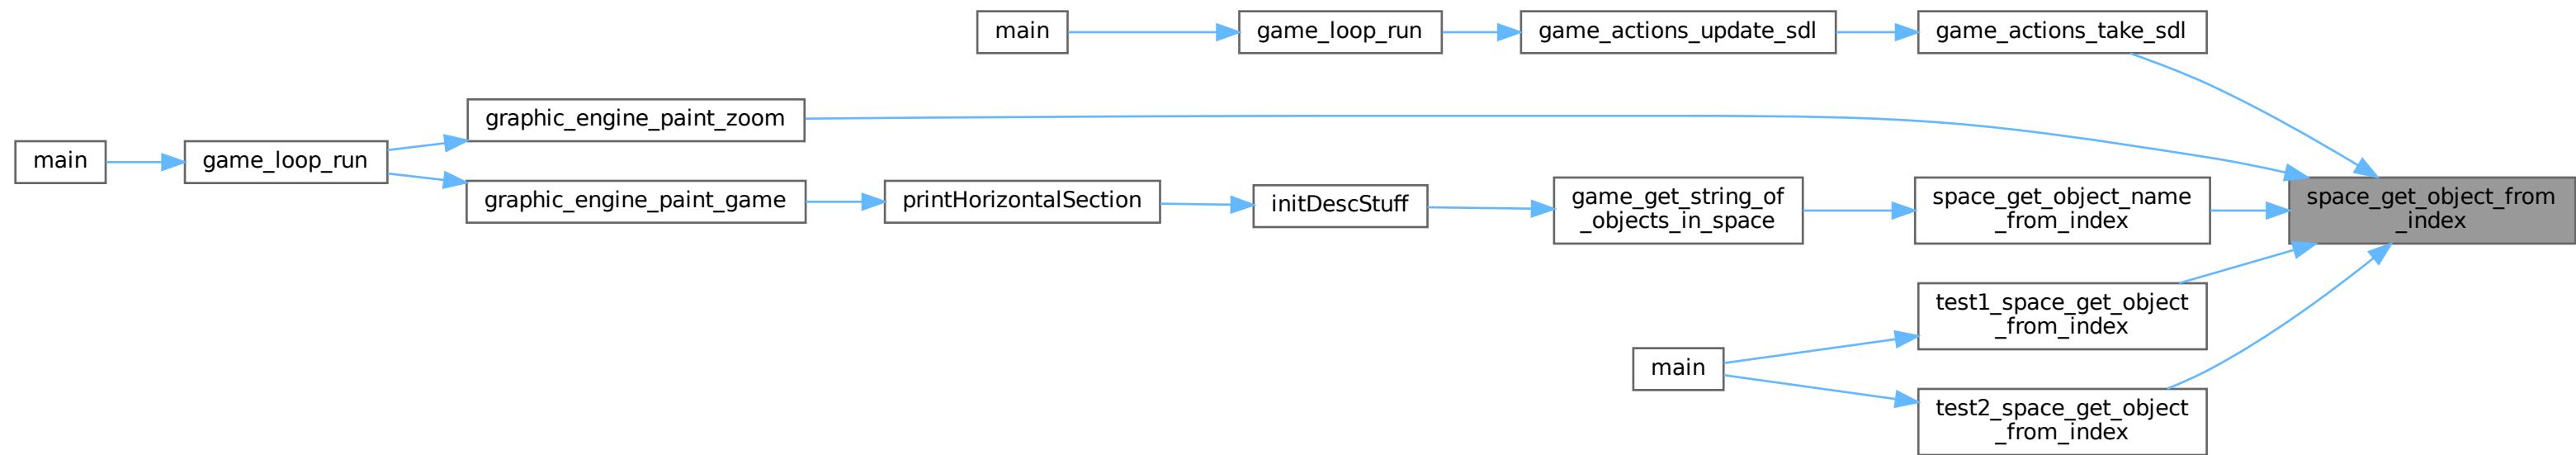 main
game_loop_run
game_actions_update_sdl
game_actions_take_sdl
graphic_engine_paint_zoom
main
game_loop_run
graphic_engine_paint_game
printHorizontalSection
initDescStuff
game_get_string_of
_objects_in_space
space_get_object_name
_from_index
space_get_object_from
_index
test1_space_get_object
_from_index
main
test2_space_get_object
_from_index